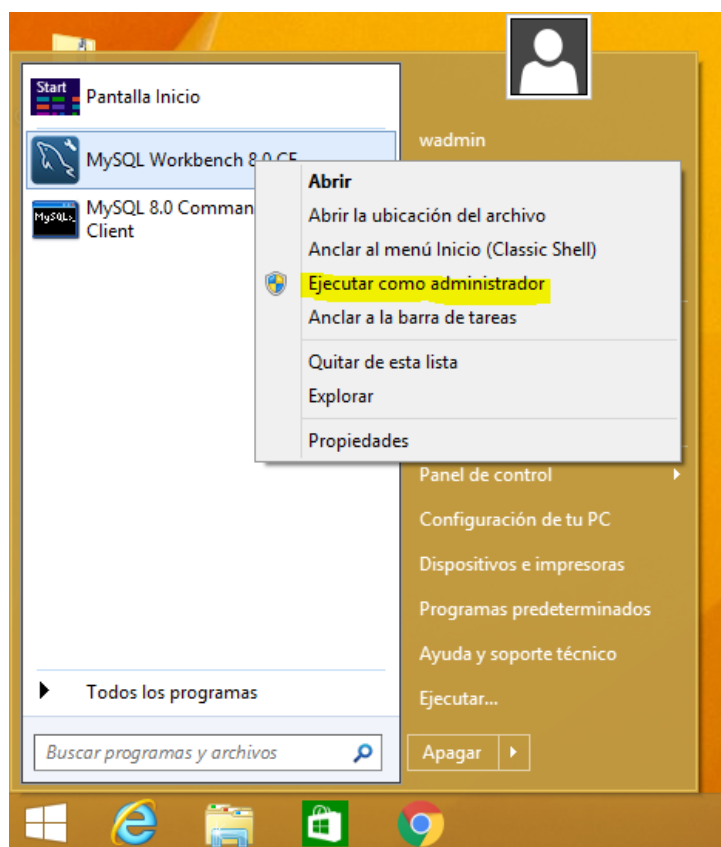 Start
Pantalla Inicio
wadmin
MySQL Workbench 8.0 CE
Abrir
MySQL 8.0 Comman
Client
Abrir la ubicación del archivo
Anclar al menú Inicio (Classic Shell)
Ejecutar como administrador
Anclar a la barra de tareas
Quitar de esta lista
Explorar
Propiedades
Panel de control
Configuración de tu PC
Dispositivos e impresoras
Programas predeterminados
Ayuda y soporte técnico
Todos los programas
Ejecutar...
Buscar programas y archivos
Apagar